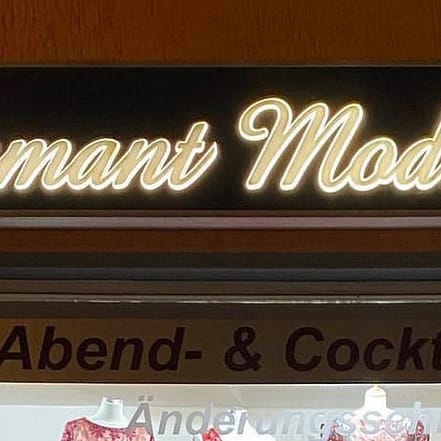 mant Mod
Abend- & Cockt
Änderungssch